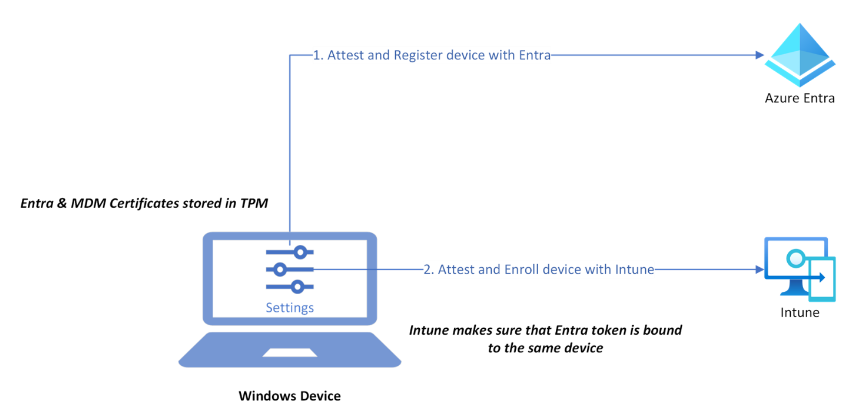 1. Attest and Register device with Entra
Azure Entra
Entra & MDM Certificates stored in TPM
2. Attest and Enroll device with Intune
Settings
Intune
Intune makes sure that Entra token is bound
to the same device
Windows Device